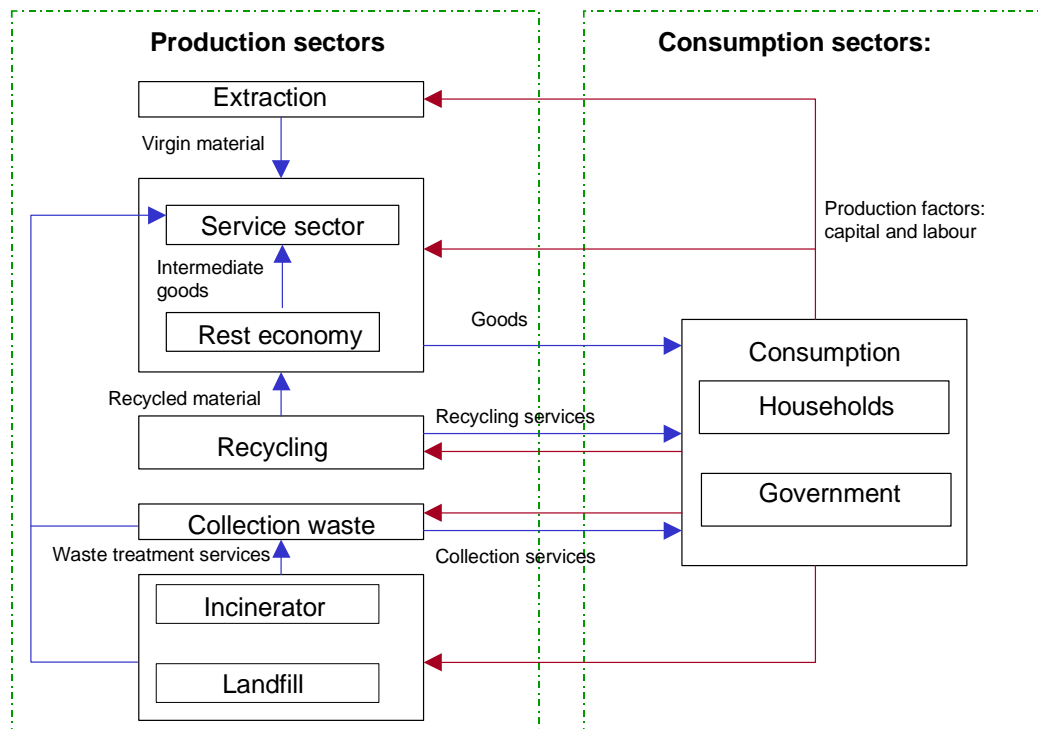 Production sectors
Consumption sectors:
Extraction
Virgin material
Service sector
Production factors:
capital and labour
Intermediate
goods
Rest economy
Goods
Consumption
Households
Recycled material
Recycling services
Recycling
Government
Collection waste
Waste treatment services
Collection services
Incinerator
Landfill